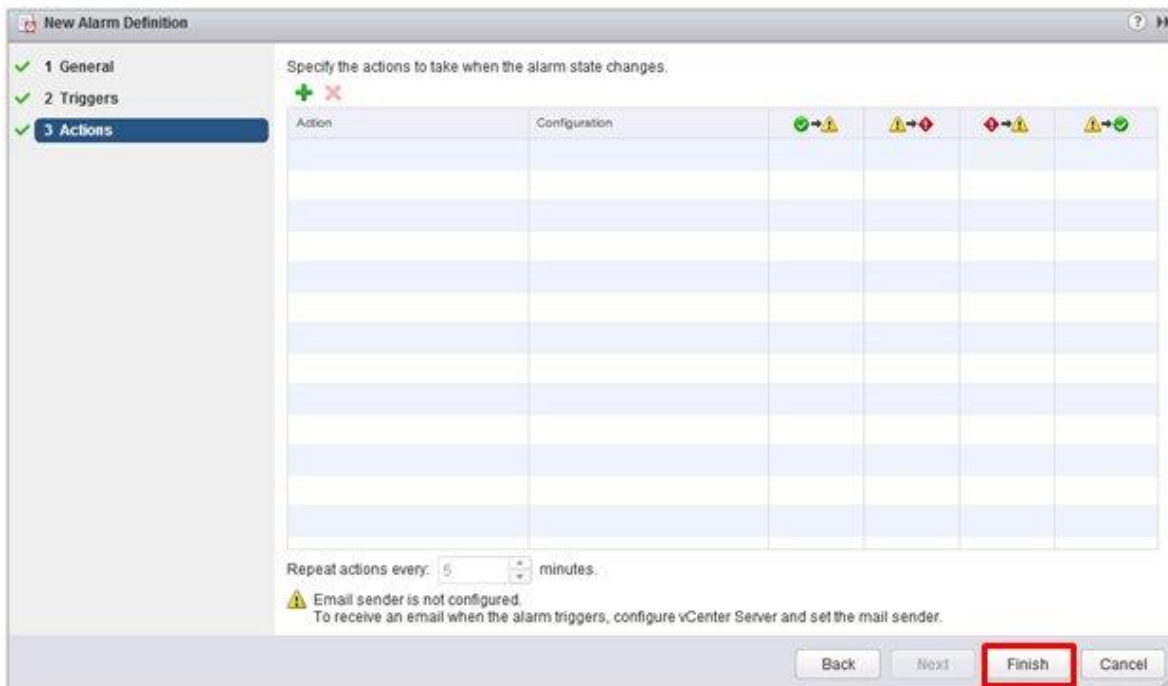 New Alarm Definition
?
1 General
2 Triggers
3 Actions
Specify the actions to take when the alarm state changes.
Action Configuration
Repeat actions every: 5 minutes.
Email sender is not configured.
To receive an email when the alarm triggers, configure vCenter Server and set the mail sender.
Back Next Finish Cancel